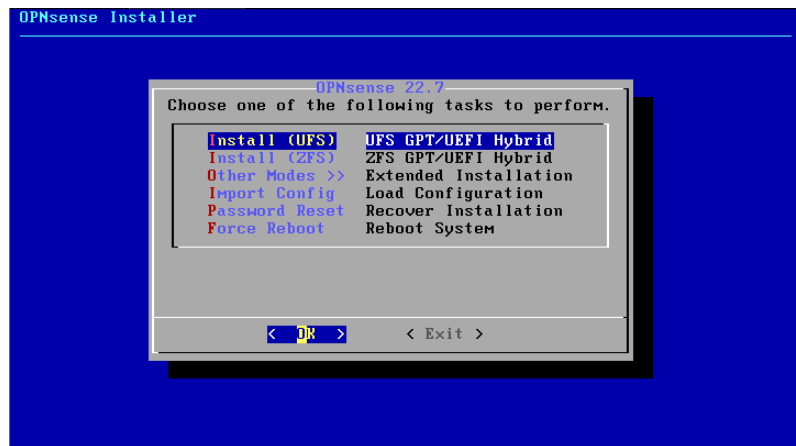 OPNsense Installer
OPNsense 22.7
Choose one of the following tasks to perform.
Install (UFS) UFS GPT/UEFI Hybrid
Install (ZFS) ZFS GPT/UEFI Hybrid
Other Modes >> Extended Installation
Import Config Load Configuration
Password Reset Recover Installation
Force Reboot Reboot System
< OK > < Exit >